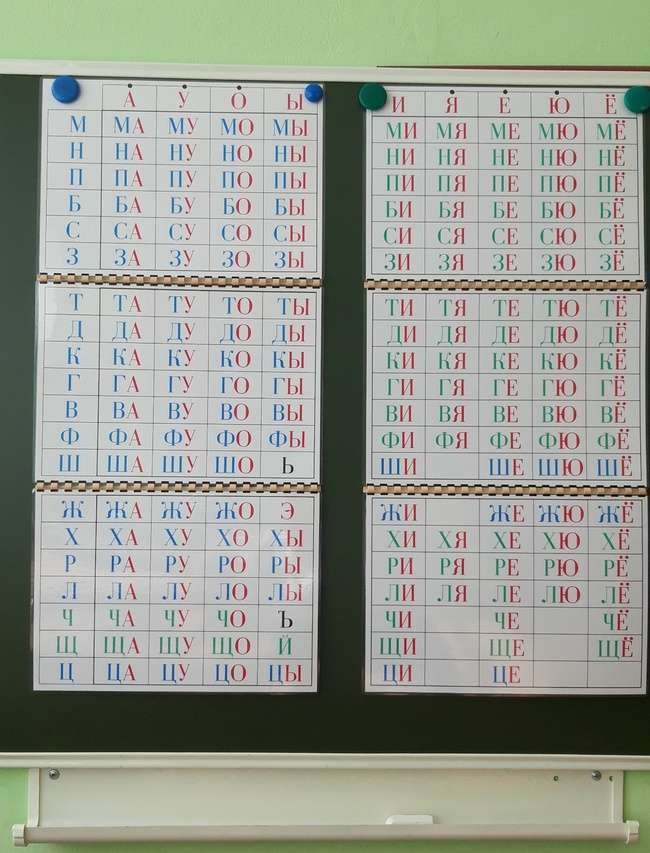 А У О Ы
М МА МУ МО МЫ
Н НА НУ НО НЫ
П ПА ПУ ПО ПЫ
Б БА БУ БО БЫ
С СА СУ СО СЫ
З ЗА ЗУ ЗО ЗЫ
Т ТА ТУ ТО ТЫ
Д ДА ДУ ДО ДЫ
К КА КУ КО КЫ
Г ГА ГУ ГО ГЫ
В ВА ВУ ВО ВЫ
Ф ФА ФУ ФО ФЫ
Ш ША ШУ ШО Ь
Ж ЖА ЖУ ЖО Э
Х ХА ХУ ХО ХЫ
Р РА РУ РО РЫ
Л ЛА ЛУ ЛО ЛЫ
Ч ЧА ЧУ ЧО Ъ
Щ ЩА ЩУ ЩО Й
Ц ЦА ЦУ ЦО ЦЫ
И Я Е Ю Ё
МИ МЯ МЕ МЮ МЁ
НИ НЯ НЕ НЮ НЁ
ПИ ПЯ ПЕ ПЮ ПЁ
БИ БЯ БЕ БЮ БЁ
СИ СЯ СЕ СЮ СЁ
ЗИ ЗЯ ЗЕ ЗЮ ЗЁ
ТИ ТЯ ТЕ ТЮ ТЁ
ДИ ДЯ ДЕ ДЮ ДЁ
КИ КЯ КЕ КЮ КЁ
ГИ ГЯ ГЕ ГЮ ГЁ
ВИ ВЯ ВЕ ВЮ ВЁ
ФИ ФЯ ФЕ ФЮ ФЁ
ШИ ШЕ ШЮ ШЁ
ЖИ ЖЕ ЖЮ ЖЁ
ХИ ХЯ ХЕ ХЮ ХЁ
РИ РЯ РЕ РЮ РЁ
ЛИ ЛЯ ЛЕ ЛЮ ЛЁ
ЧИ ЧЕ ЧЁ
ЩИ ЩЕ ЩЁ
ЦИ ЦЕ